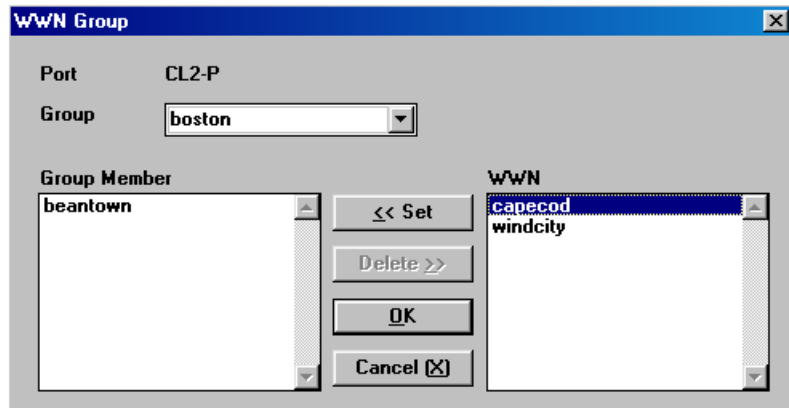 WWN Group
Port CL2-P
Group boston
Group Member
WWN
beantown
<< Set
capecod
windcity
Delete >>
OK
Cancel (X)